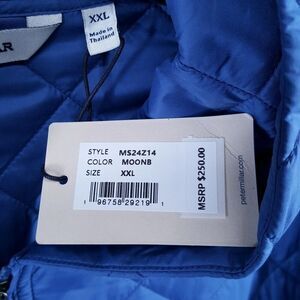 AR
XXL
Made in
Thailand
STYLE MS24Z14
COLOR MOONB
SIZE XXL
1 96758 29219 1
MSRP $250.00
petermillar.com